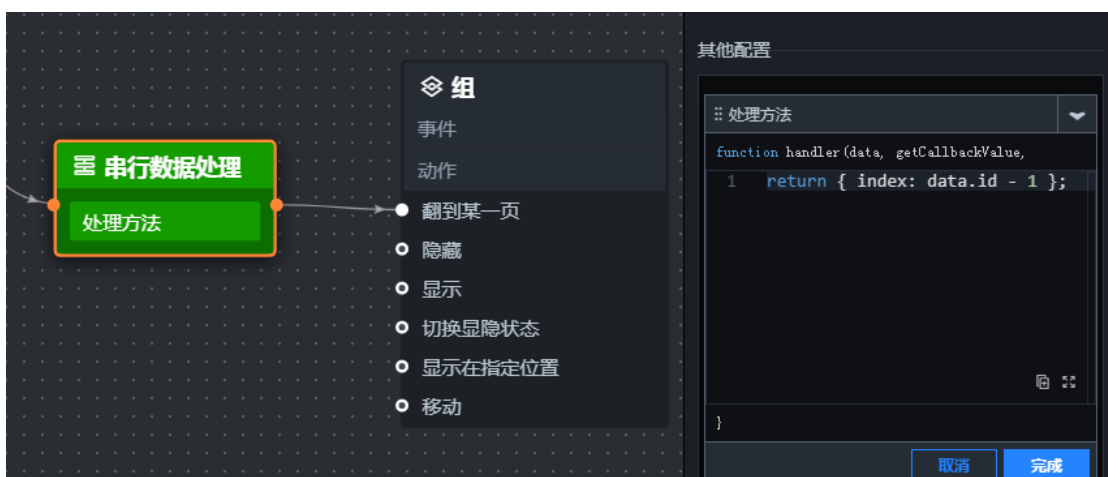 组
事件
动作
翻到某一页
隐藏
显示
切换显隐状态
显示在指定位置
移动
串行数据处理
处理方法
其他配置
处理方法
function handler(data, getCallbackValue,
1 return { index: data.id - 1 };
}
取消 完成